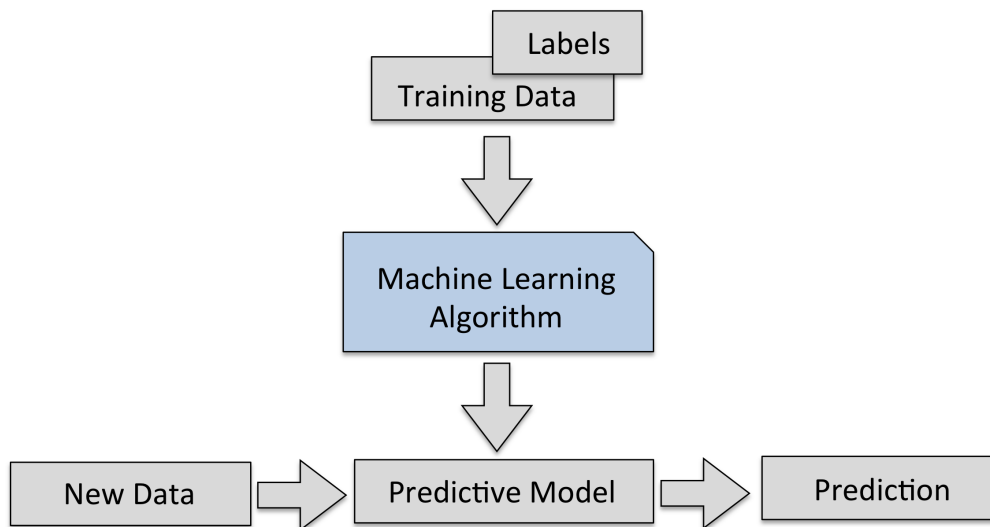 Labels
Training Data
Machine Learning
Algorithm
New Data
Predictive Model
Prediction